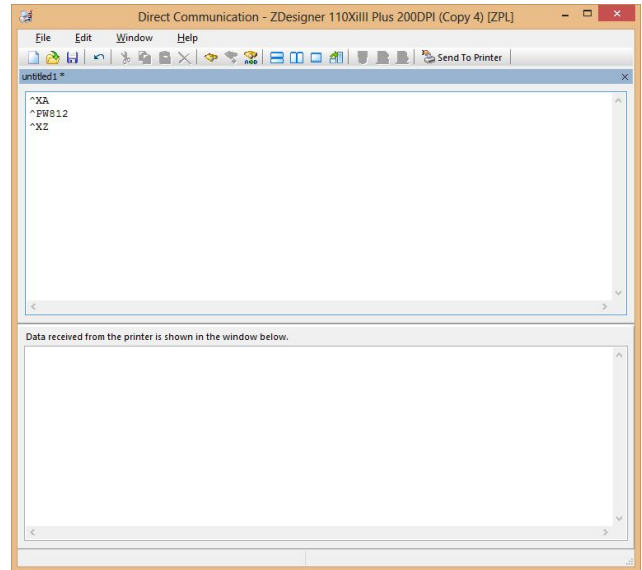 Direct Communication - ZDesigner 110XiIII Plus 200DPI (Copy 4) [ZPL]
File Edit Window Help
Send To Printer
untitled1 *
^XA
^PW812
^XZ
Data received from the printer is shown in the window below.